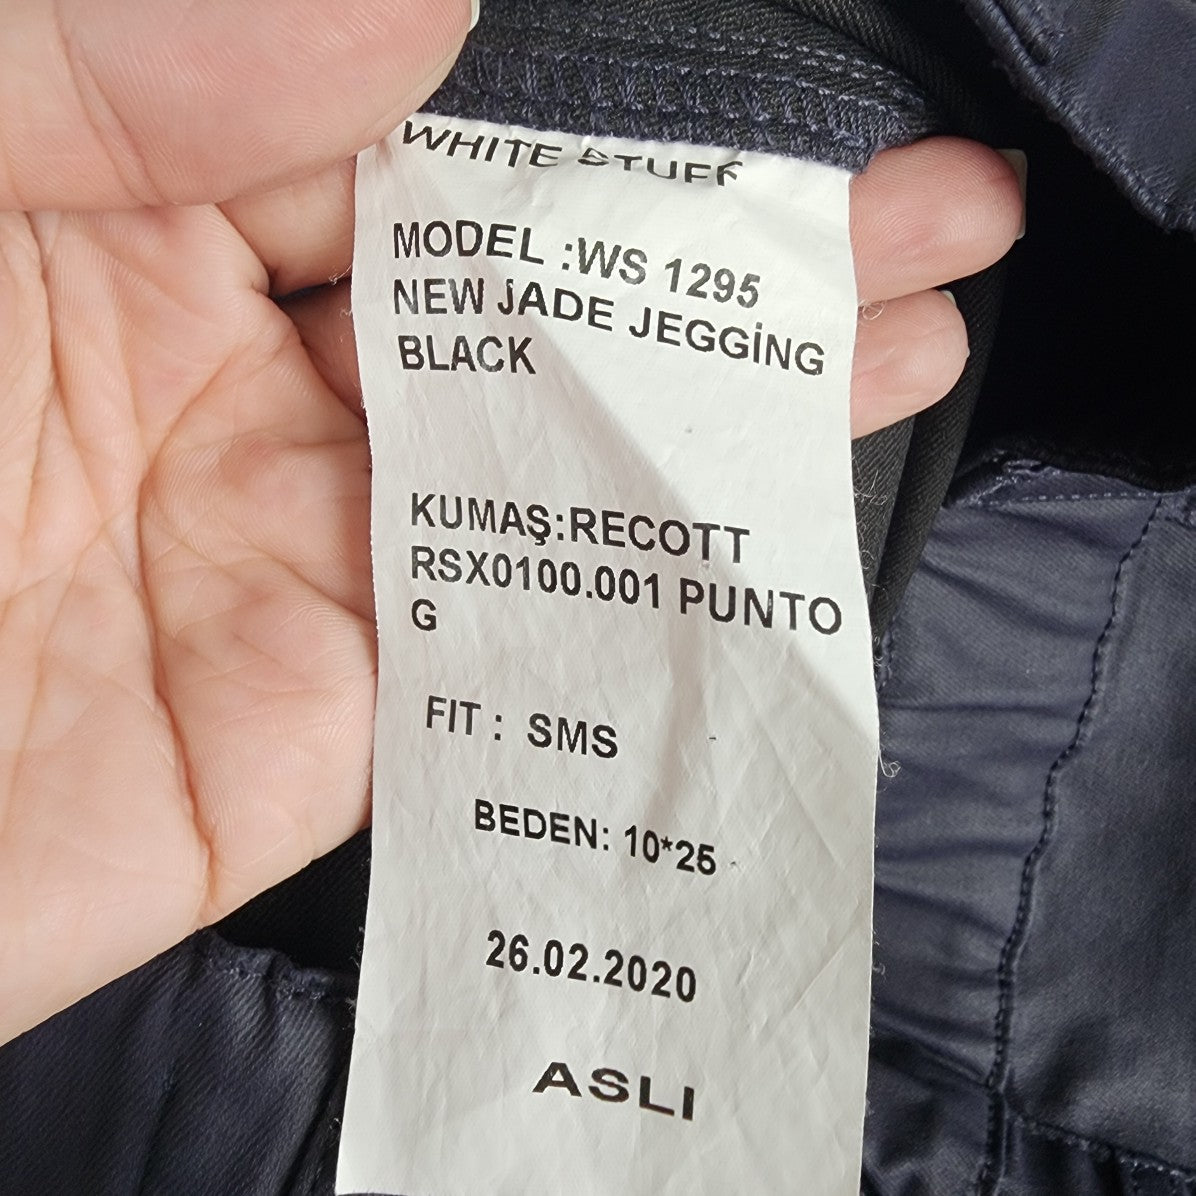 WHITE STUFF
MODEL :WS 1295
NEW JADE JEGGİNG
BLACK
KUMAŞ:RECOTT
RSX0100.001 PUNTO
G
FIT : SMS
BEDEN: 10*25
26.02.2020
ASLI